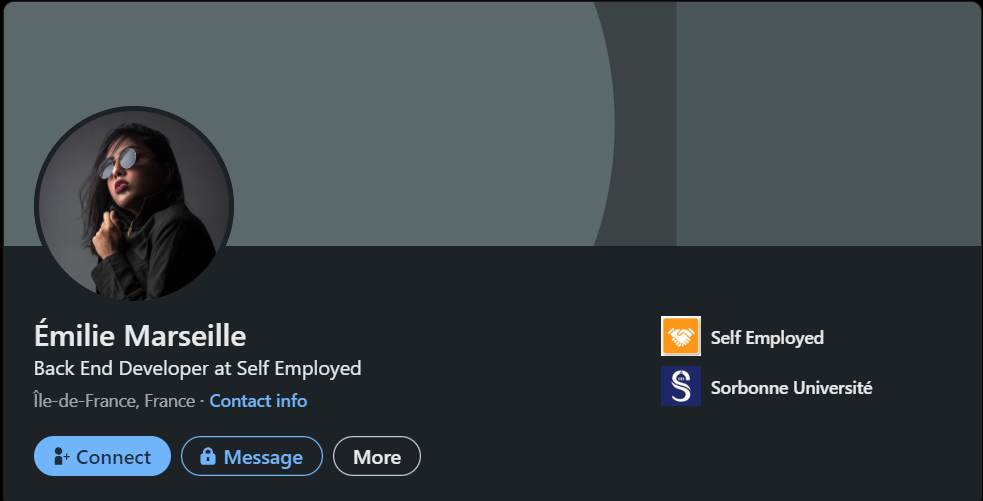 Émilie Marseille
Back End Developer at Self Employed
Île-de-France, France · Contact info
Connect
Message
More
Self Employed
Sorbonne Université